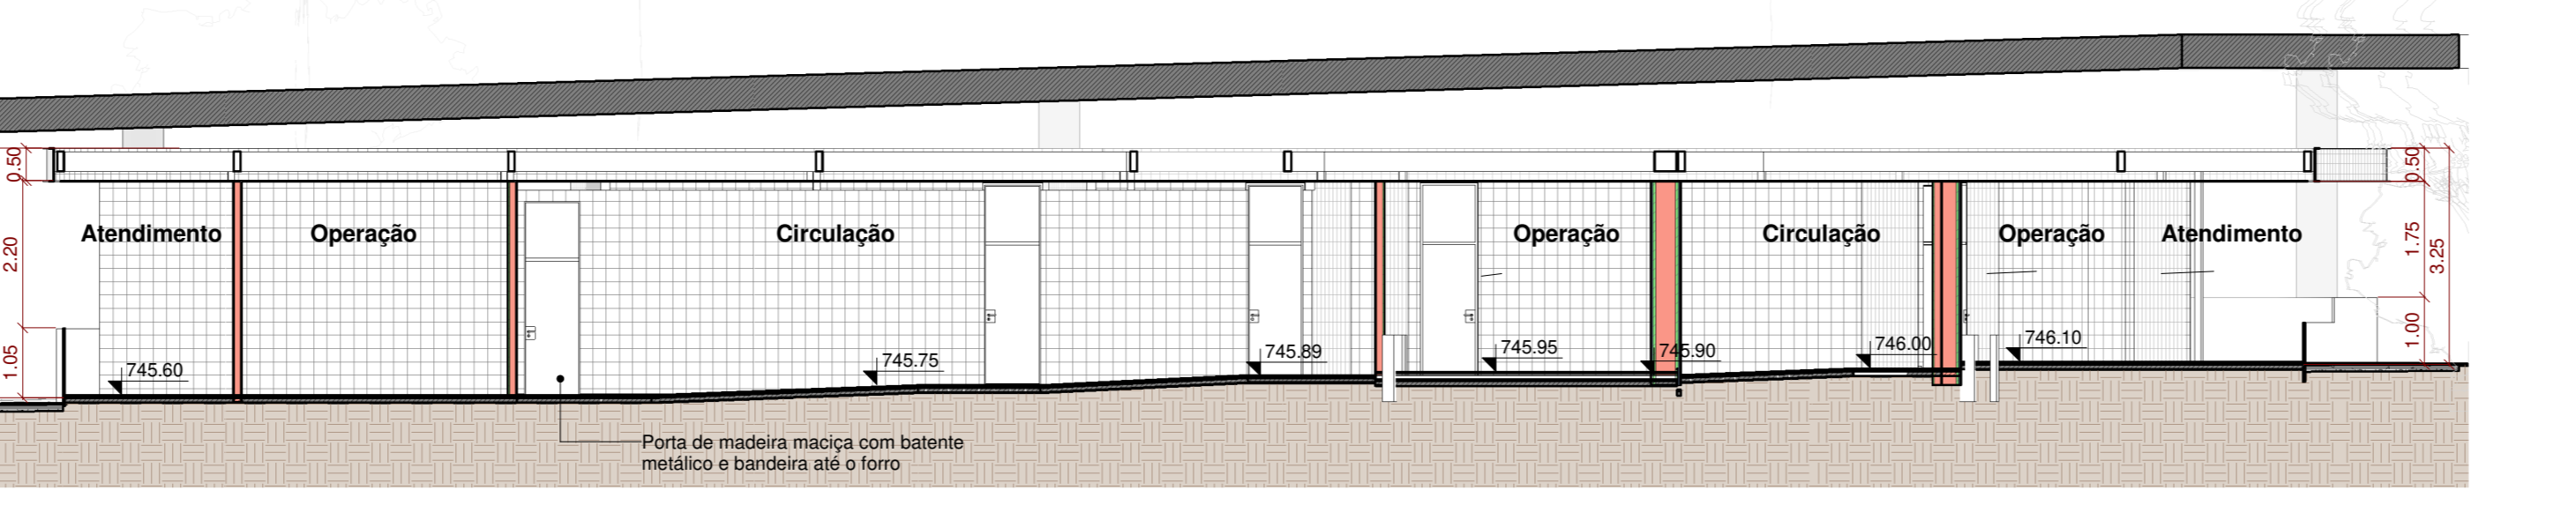 0.50
2.20
1.05
Atendimento
Operação
Circulação
Operação
Circulação
Operação
Atendimento
745.60
745.75
745.89
745.95
745.90
746.00
746.10
0.50
1.75
3.25
1.00
Porta de madeira maciça com batente
metálico e bandeira até o forro